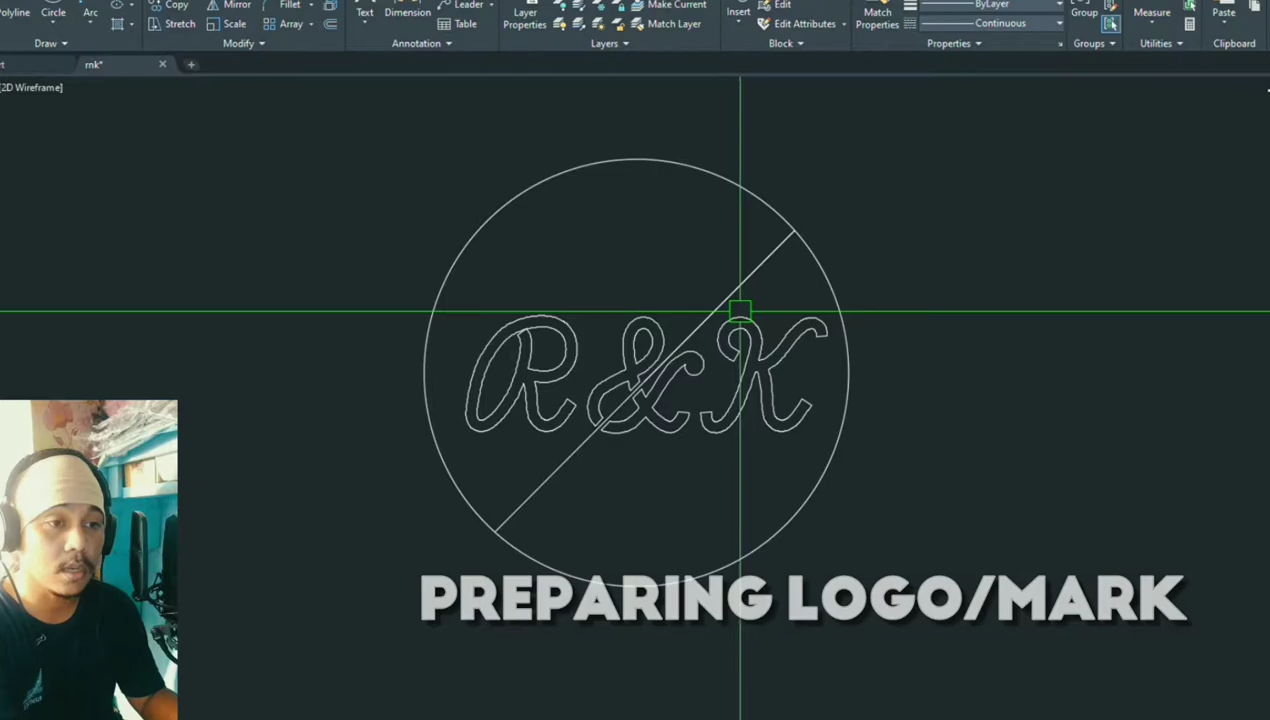 Polyline Circle Arc Copy Mirror Fillet Text Dimension Leader Layer Properties Make Current Insert Edit Match Properties ByLayer Group Measure Paste
Stretch Scale Array Table Match Layer Edit Attributes Continuous
Draw Modify Annotation Layers Block Properties Groups Utilities Clipboard
rt rnk*
[2D Wireframe]
R&K
PREPARING LOGO/MARK